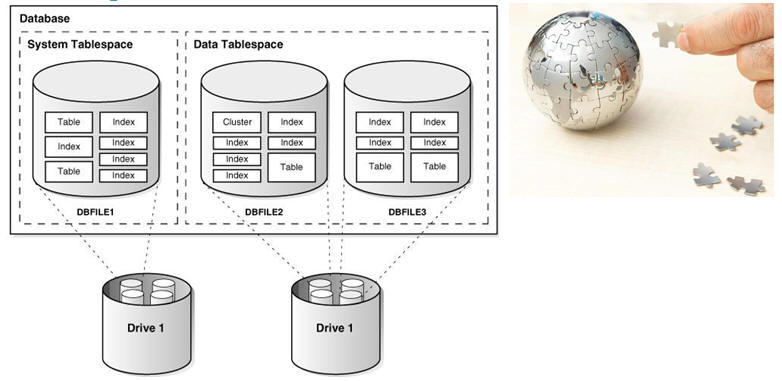 Database
System Tablespace
Data Tablespace
Table
Index
Index
Table
Index
Index
Index
Index
DBFILE1
Cluster
Index
Index
Index
Index
Index
Table
DBFILE2
Index
Index
Table
Index
Index
Table
DBFILE3
Drive 1
Drive 1